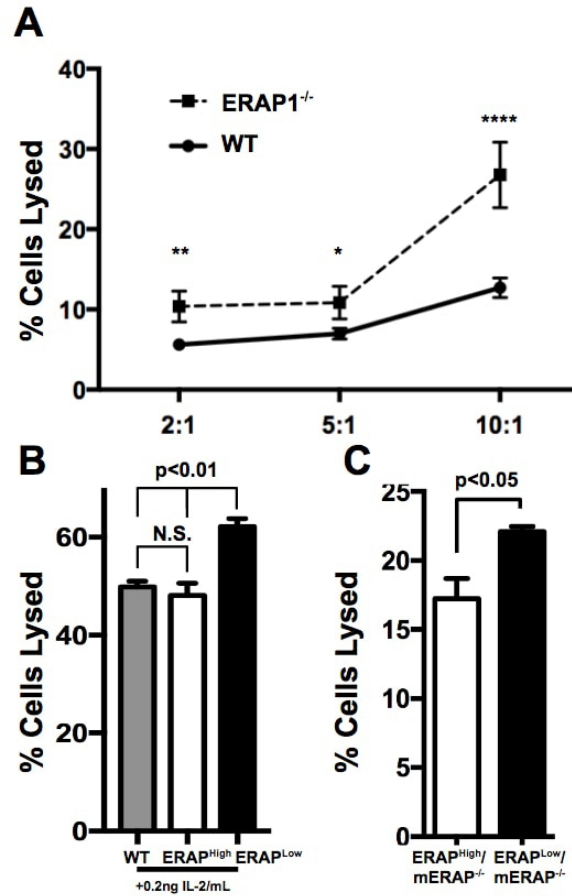 A
% Cells Lysed
40
30
20
10
0
ERAP1-/-
WT
**
*
****
2:1
5:1
10:1
B
% Cells Lysed
p<0.01
N.S.
60
40
20
0
WT ERAPHigh ERAPLow
+0.2ng IL-2/mL
C
% Cells Lysed
p<0.05
25
20
15
10
5
0
ERAPHigh/ ERAPLow/
mERAP-/- mERAP-/-